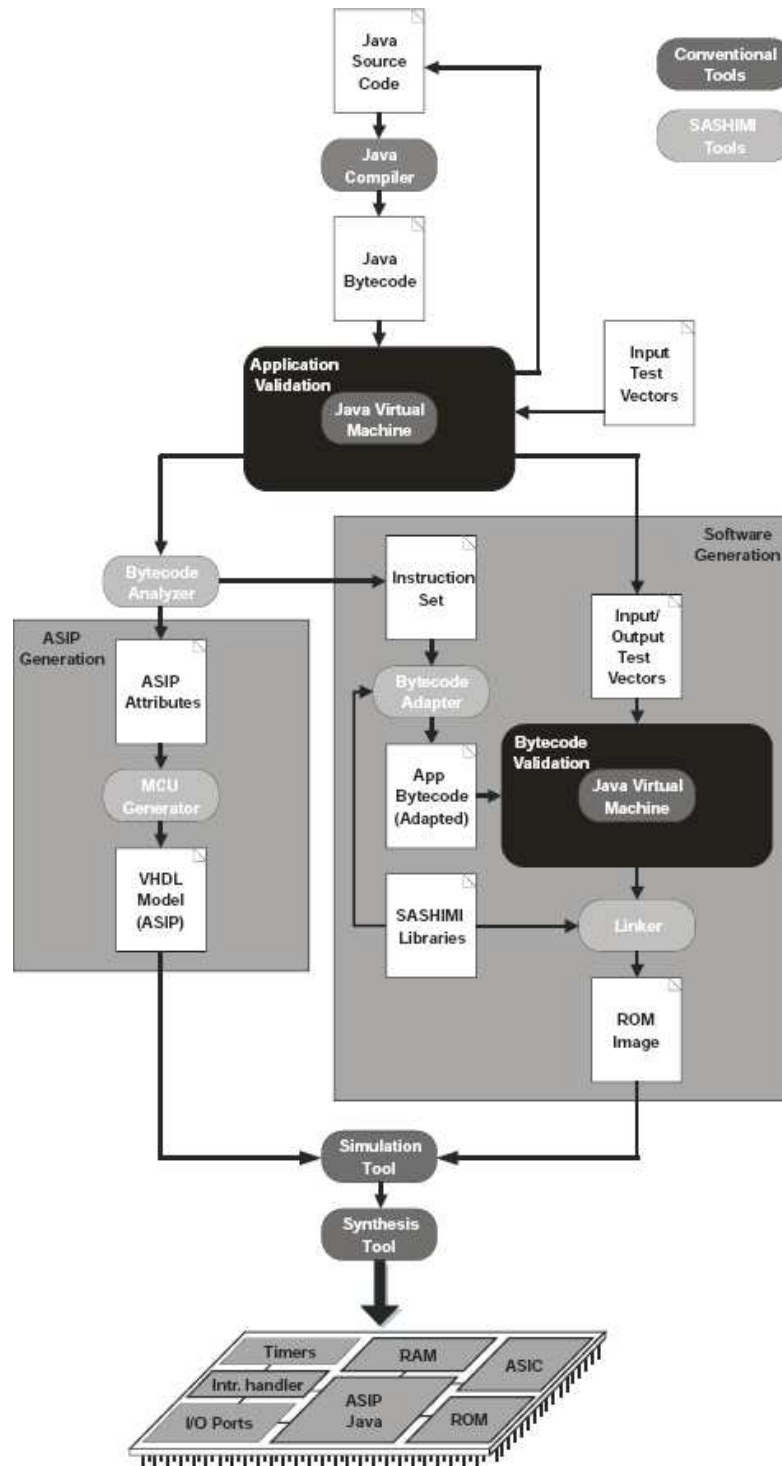 Java
Source
Code
Conventional
Tools
SASHIMI
Tools
Java
Compiler
Java
Bytecode
Application
Validation
Java Virtual
Machine
Input
Test
Vectors
Software
Generation
Bytecode
Analyzer
Instruction
Set
Input/
Output
Test
Vectors
ASIP
Generation
ASIP
Attributes
Bytecode
Adapter
Bytecode
Validation
Java Virtual
Machine
MCU
Generator
App
Bytecode
(Adapted)
VHDL
Model
(ASIP)
SASHIMI
Libraries
Linker
ROM
Image
Simulation
Tool
Synthesis
Tool
Timers
RAM
ASIC
Intr. handler
ASIP
Java
I/O Ports
ROM